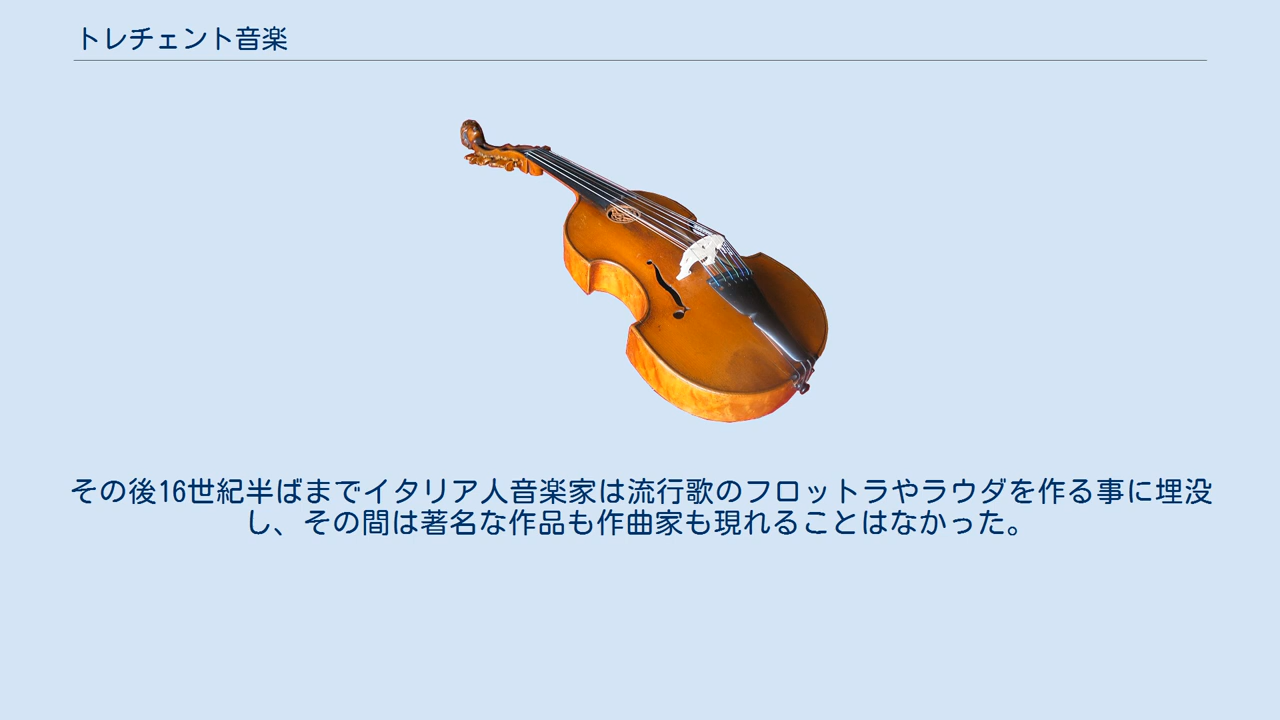 トレチェント音楽
その後16世紀半ばまでイタリア人音楽家は流行歌のフロットラやラウダを作る事に埋没
し、その間は著名な作品も作曲家も現れることはなかった。